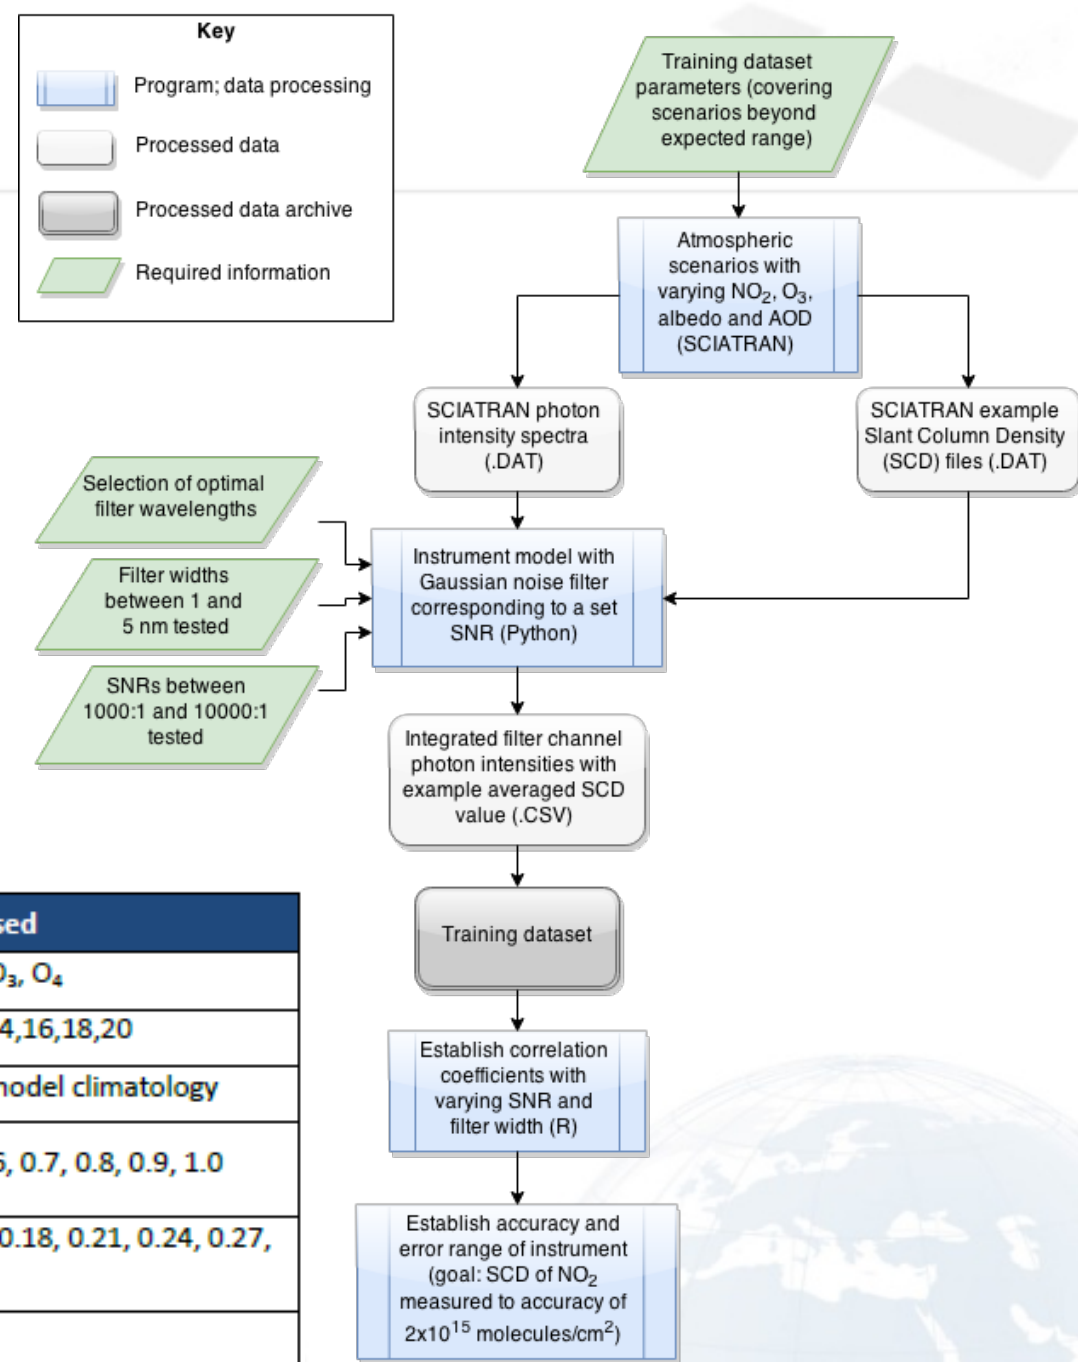 Key
Program; data processing
Processed data
Processed data archive
Required information
Training dataset
parameters (covering
scenarios beyond
expected range)
Atmospheric
scenarios with
varying NO₂, O₃,
albedo and AOD
(SCIATRAN)
SCIATRAN photon
intensity spectra
(.DAT)
SCIATRAN example
Slant Column Density
(SCD) files (.DAT)
Selection of optimal
filter wavelengths
Filter widths
between 1 and
5 nm tested
SNRs between
1000:1 and 10000:1
tested
Instrument model with
Gaussian noise filter
corresponding to a set
SNR (Python)
Integrated filter channel
photon intensities with
example averaged SCD
value (.CSV)
Training dataset
Establish correlation
coefficients with
varying SNR and
filter width (R)
Establish accuracy and
error range of instrument
(goal: SCD of NO₂
measured to accuracy of
2x10¹⁵ molecules/cm²)
sed
O₃, O₄
4,16,18,20
model climatology
, 0.7, 0.8, 0.9, 1.0
0.18, 0.21, 0.24, 0.27,